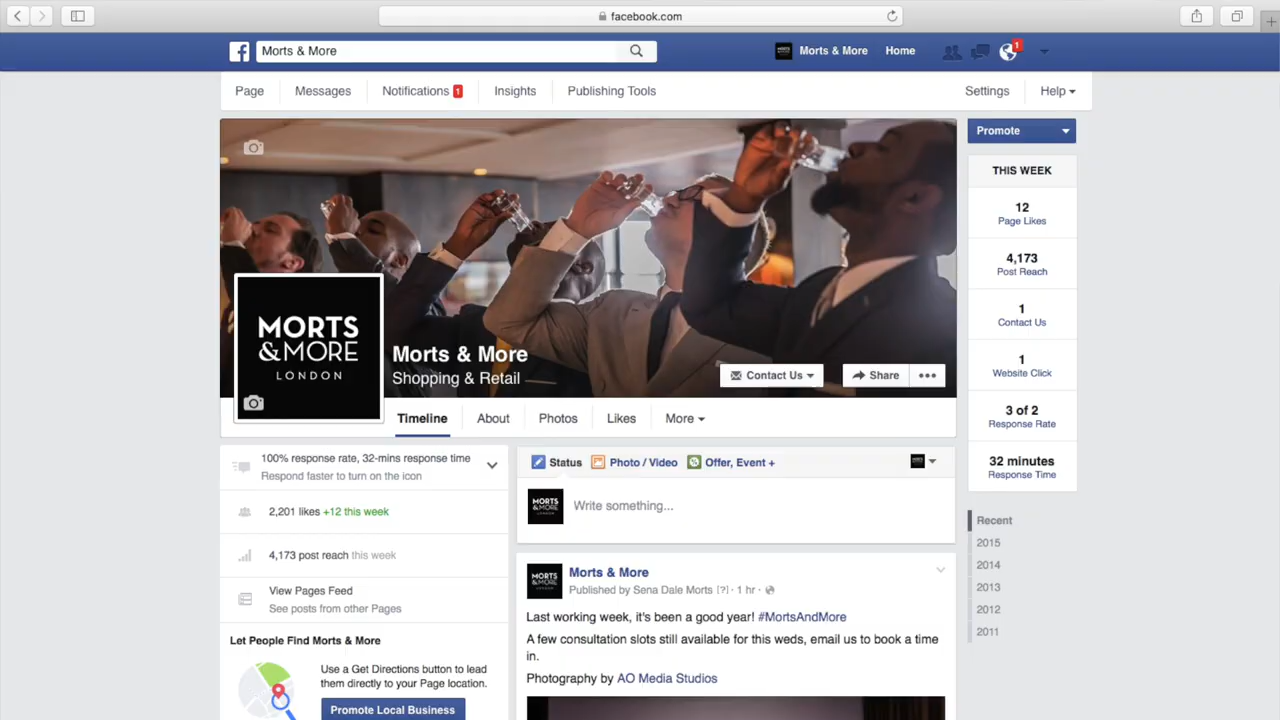 facebook.com
Morts & More
Morts & More
Home
1
Page
Messages
Notifications 1
Insights
Publishing Tools
Settings
Help
Promote
THIS WEEK
12
Page Likes
4,173
Post Reach
1
Contact Us
1
Website Click
3 of 2
Response Rate
32 minutes
Response Time
Recent
2015
2014
2013
2012
2011
MORTS
&MORE
LONDON
Morts & More
Shopping & Retail
Contact Us
Share
Timeline
About
Photos
Likes
More
100% response rate, 32-mins response time
Respond faster to turn on the icon
2,201 likes +12 this week
4,173 post reach this week
View Pages Feed
See posts from other Pages
Let People Find Morts & More
Use a Get Directions button to lead
them directly to your Page location.
Promote Local Business
Status
Photo / Video
Offer, Event +
MORTS
&MORE
LONDON
Write something...
MORTS
&MORE
LONDON
Morts & More
Published by Sena Dale Morts [?] · 1 hr ·
Last working week, it's been a good year! #MortsAndMore
A few consultation slots still available for this weds, email us to book a time
in.
Photography by AO Media Studios